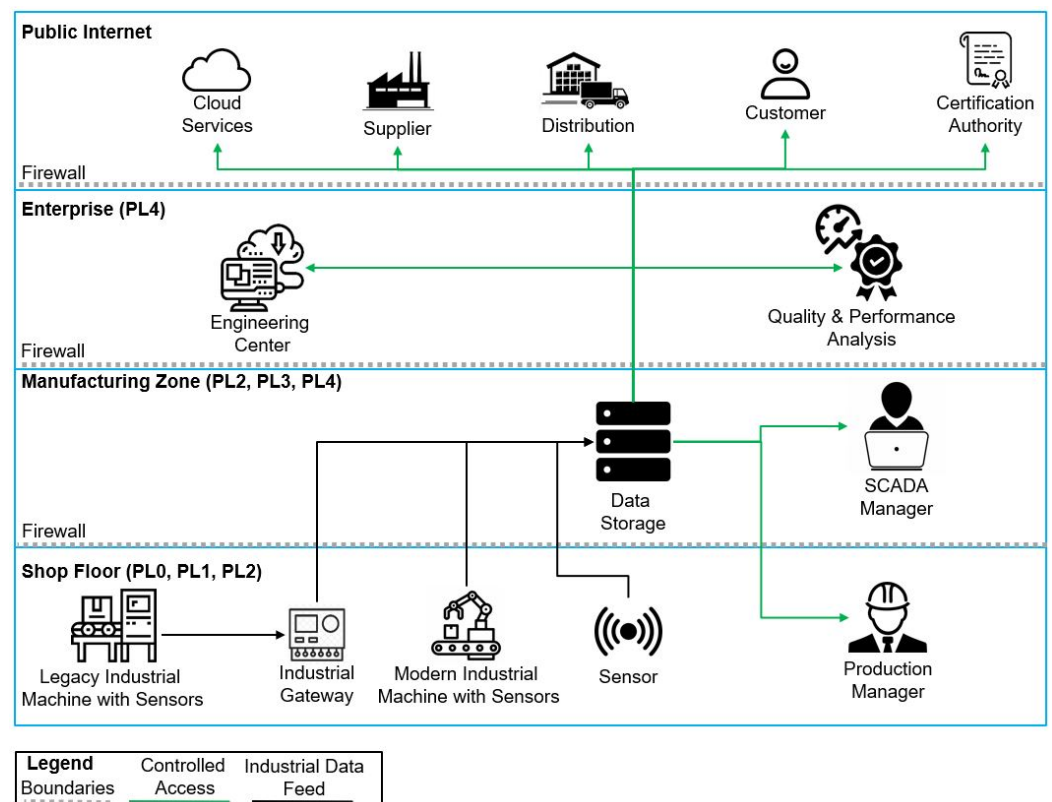 Public Internet
Cloud
Services
Supplier
Distribution
Customer
Certification
Authority
Firewall
Enterprise (PL4)
Engineering
Center
Quality & Performance
Analysis
Firewall
Manufacturing Zone (PL2, PL3, PL4)
Data
Storage
SCADA
Manager
Firewall
Shop Floor (PL0, PL1, PL2)
Legacy Industrial
Machine with Sensors
Industrial
Gateway
Modern Industrial
Machine with Sensors
Sensor
Production
Manager
Legend
Boundaries
Controlled
Access
Industrial Data
Feed